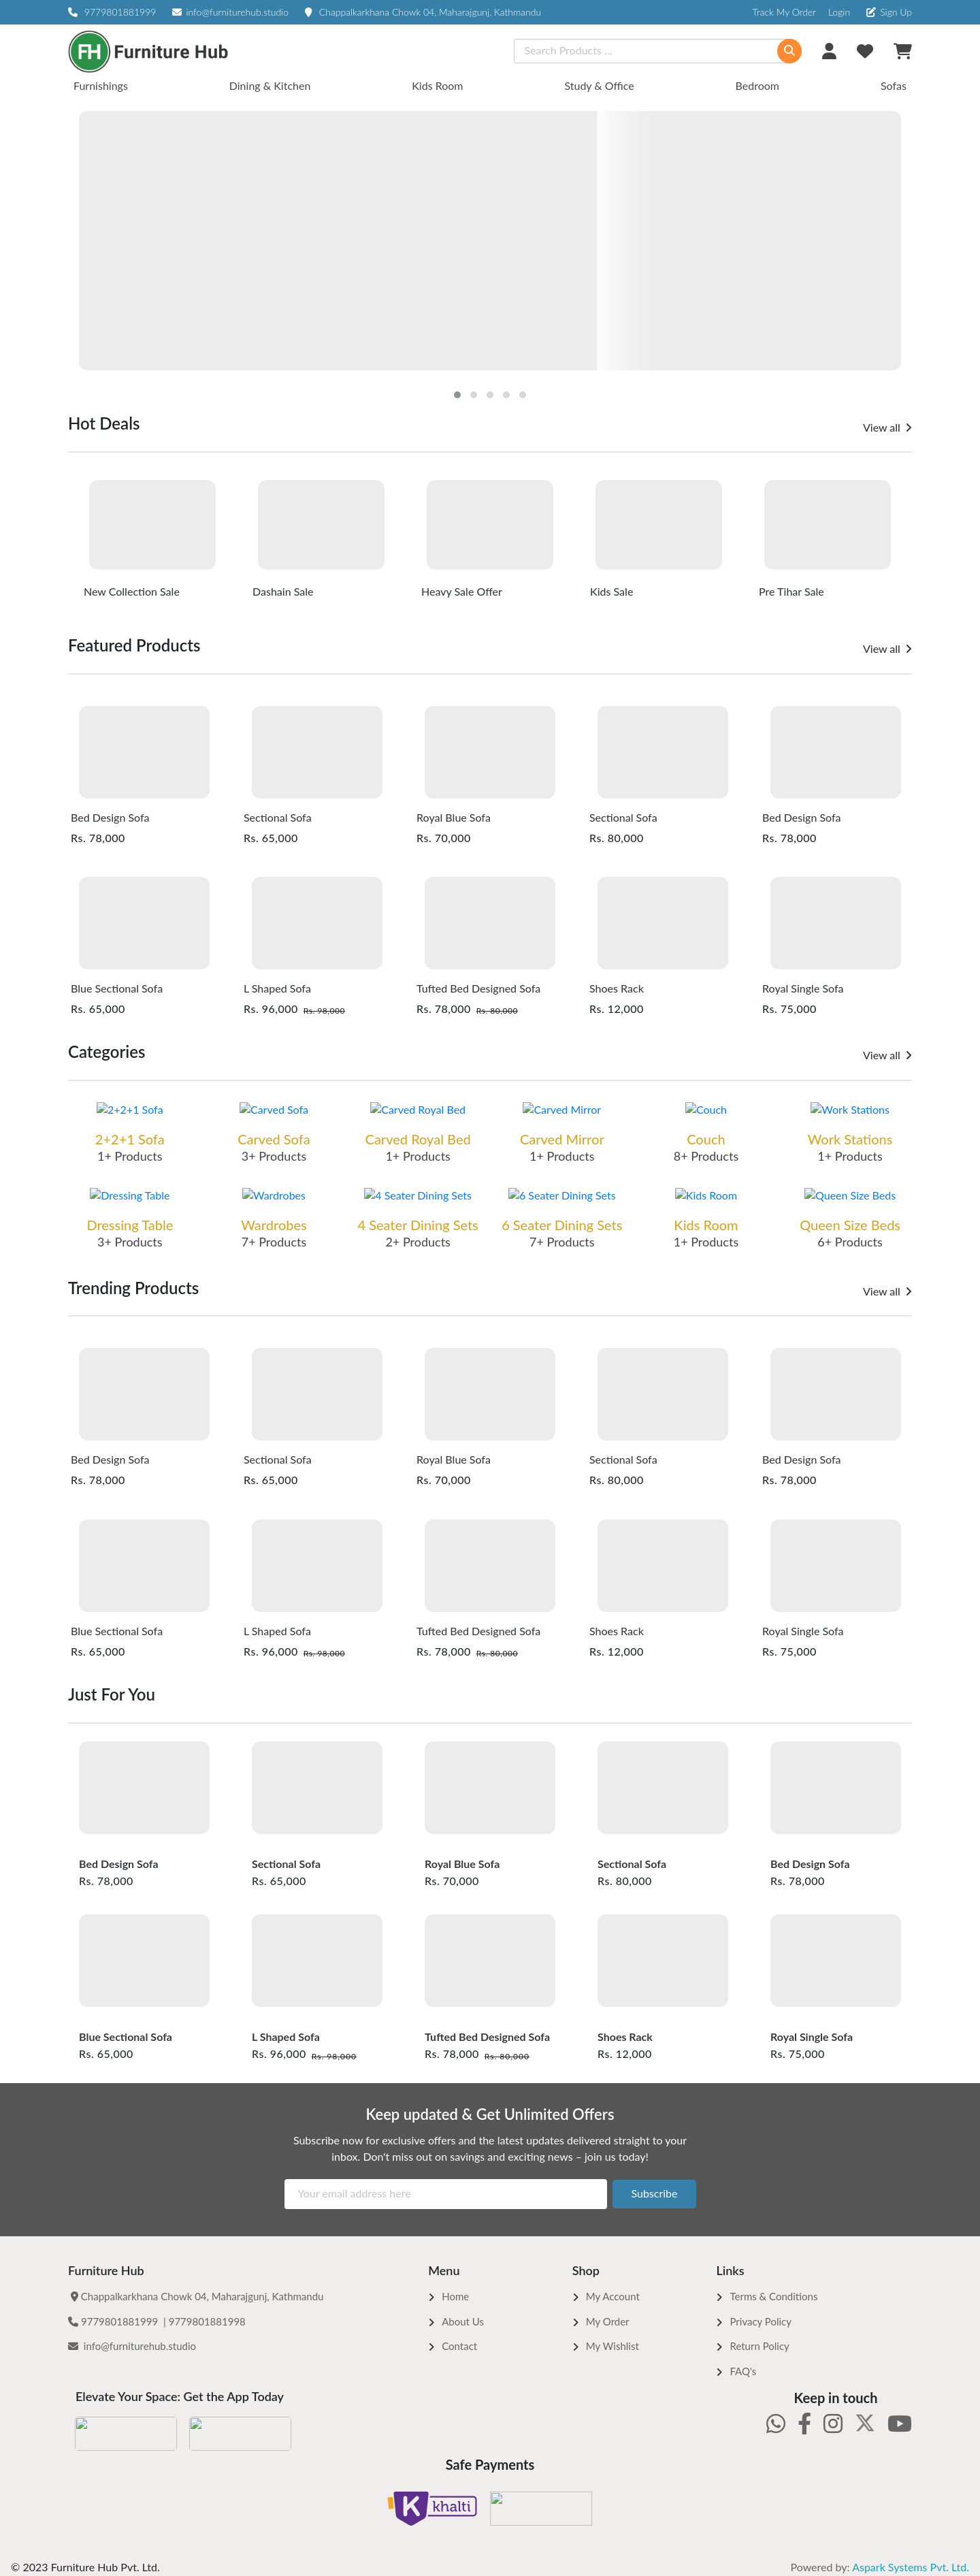 9779801881999 info@furniturehub.studio Chappalkarkhana Chowk 04, Maharajgunj, Kathmandu Track My Order Login Sign Up
FH Furniture Hub Search Products ...
Furnishings Dining & Kitchen Kids Room Study & Office Bedroom Sofas
Hot Deals View all
New Collection Sale Dashain Sale Heavy Sale Offer Kids Sale Pre Tihar Sale
Featured Products View all
Bed Design Sofa Sectional Sofa Royal Blue Sofa Sectional Sofa Bed Design Sofa
Rs. 78,000 Rs. 65,000 Rs. 70,000 Rs. 80,000 Rs. 78,000
Blue Sectional Sofa L Shaped Sofa Tufted Bed Designed Sofa Shoes Rack Royal Single Sofa
Rs. 65,000 Rs. 96,000 Rs. 98,000 Rs. 78,000 Rs. 80,000 Rs. 12,000 Rs. 75,000
Categories View all
2+2+1 Sofa Carved Sofa Carved Royal Bed Carved Mirror Couch Work Stations
2+2+1 Sofa Carved Sofa Carved Royal Bed Carved Mirror Couch Work Stations
1+ Products 3+ Products 1+ Products 1+ Products 8+ Products 1+ Products
Dressing Table Wardrobes 4 Seater Dining Sets 6 Seater Dining Sets Kids Room Queen Size Beds
Dressing Table Wardrobes 4 Seater Dining Sets 6 Seater Dining Sets Kids Room Queen Size Beds
3+ Products 7+ Products 2+ Products 7+ Products 1+ Products 6+ Products
Trending Products View all
Bed Design Sofa Sectional Sofa Royal Blue Sofa Sectional Sofa Bed Design Sofa
Rs. 78,000 Rs. 65,000 Rs. 70,000 Rs. 80,000 Rs. 78,000
Blue Sectional Sofa L Shaped Sofa Tufted Bed Designed Sofa Shoes Rack Royal Single Sofa
Rs. 65,000 Rs. 96,000 Rs. 98,000 Rs. 78,000 Rs. 80,000 Rs. 12,000 Rs. 75,000
Just For You
Bed Design Sofa Sectional Sofa Royal Blue Sofa Sectional Sofa Bed Design Sofa
Rs. 78,000 Rs. 65,000 Rs. 70,000 Rs. 80,000 Rs. 78,000
Blue Sectional Sofa L Shaped Sofa Tufted Bed Designed Sofa Shoes Rack Royal Single Sofa
Rs. 65,000 Rs. 96,000 Rs. 98,000 Rs. 78,000 Rs. 80,000 Rs. 12,000 Rs. 75,000
Keep updated & Get Unlimited Offers
Subscribe now for exclusive offers and the latest updates delivered straight to your
inbox. Don't miss out on savings and exciting news – join us today!
Your email address here Subscribe
Furniture Hub Menu Shop Links
Chappalkarkhana Chowk 04, Maharajgunj, Kathmandu Home My Account Terms & Conditions
9779801881999 | 9779801881998 About Us My Order Privacy Policy
info@furniturehub.studio Contact My Wishlist Return Policy
FAQ's
Elevate Your Space: Get the App Today Keep in touch
Safe Payments
K khalti
© 2023 Furniture Hub Pvt. Ltd. Powered by: Aspark Systems Pvt. Ltd.